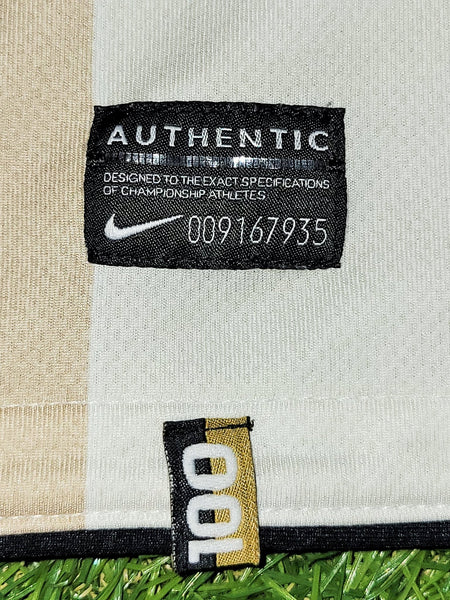 AUTHENTIC
DESIGNED TO THE EXACT SPECIFICATIONS
OF CHAMPIONSHIP ATHLETES
009167935
100